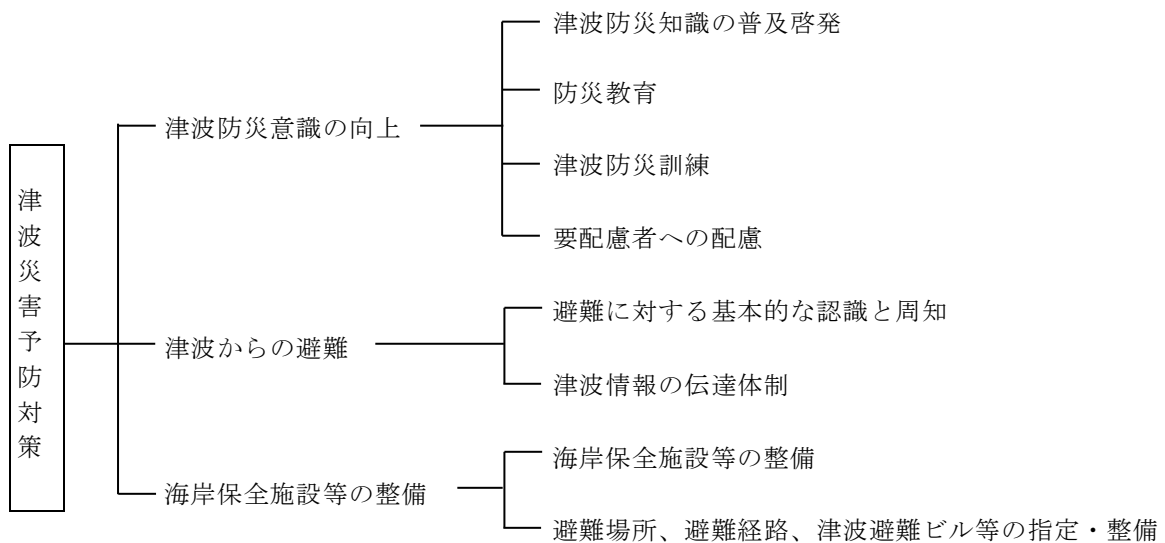 津波災害予防対策
津波防災意識の向上
津波防災知識の普及啓発
防災教育
津波防災訓練
要配慮者への配慮
津波からの避難
避難に対する基本的な認識と周知
津波情報の伝達体制
海岸保全施設等の整備
海岸保全施設等の整備
避難場所、避難経路、津波避難ビル等の指定・整備